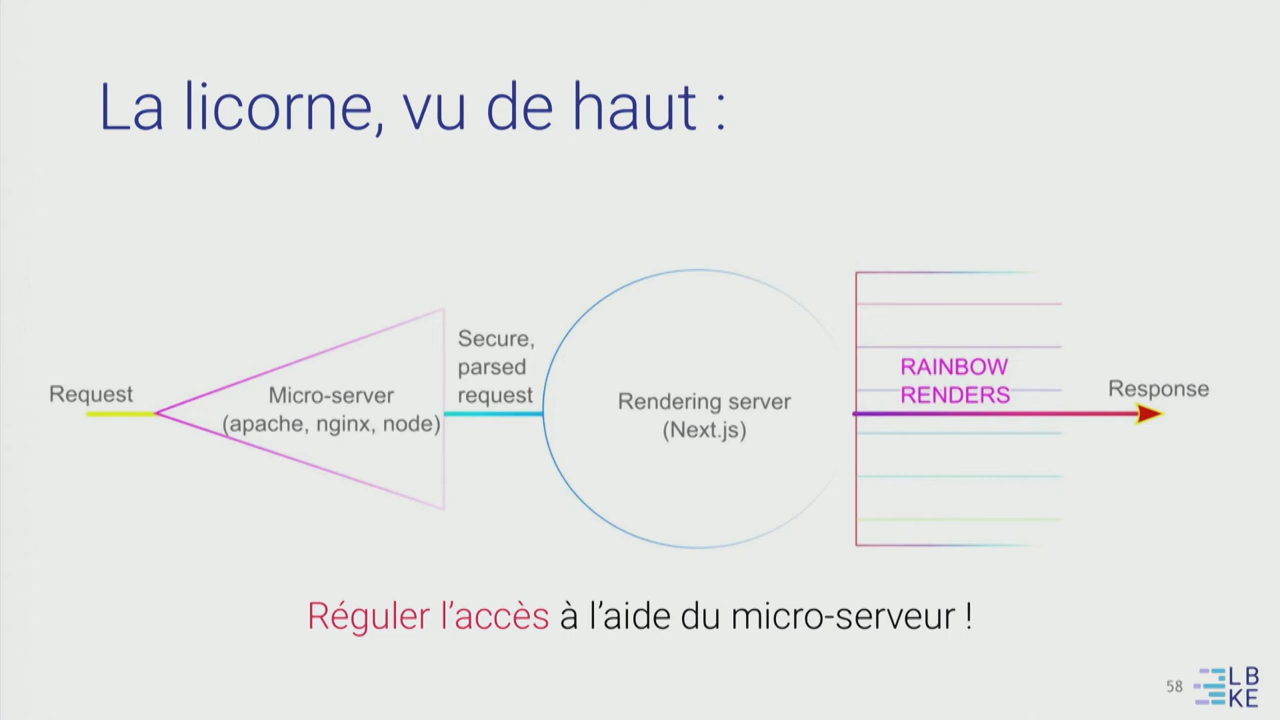 La licorne, vu de haut :
Request
Micro-server
(apache, nginx, node)
Secure,
parsed
request
Rendering server
(Next.js)
RAINBOW
RENDERS
Response
Réguler l'accès à l'aide du micro-serveur !
58
LB
KE